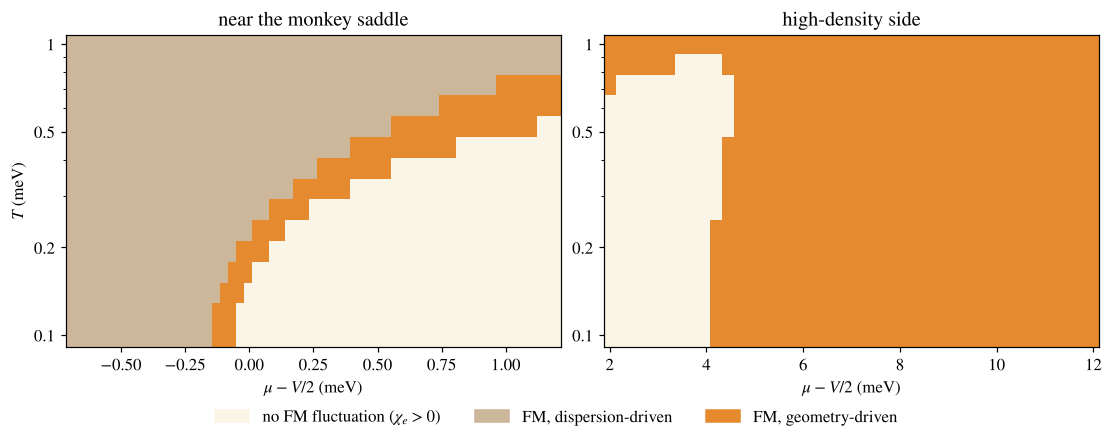 near the monkey saddle
high-density side
T (meV)
1
0.5
0.2
0.1
−0.50
−0.25
0.00
0.25
0.50
0.75
1.00
μ − V/2 (meV)
1
0.5
0.2
0.1
2
4
6
8
10
12
μ − V/2 (meV)
no FM fluctuation (χₑ > 0)
FM, dispersion-driven
FM, geometry-driven